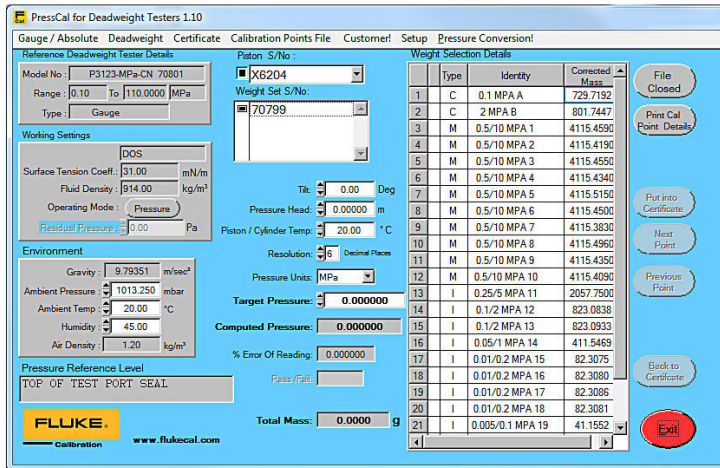 Fluke Cal
PressCal for Deadweight Testers 1.10
Gauge / Absolute Deadweight Certificate Calibration Points File Customer! Setup Pressure Conversion!
Reference Deadweight Tester Details
Model No : P3123-MPa-CN 70801
Range : 0.10 To 110.0000 MPa
Type : Gauge
Working Settings
DOS
Surface Tension Coeff.: 31.00 mN/m
Fluid Density : 914.00 kg/m³
Operating Mode : Pressure
Residual Pressure : 0.00 Pa
Environment
Gravity : 9.79351 m/sec²
Ambient Pressure : 1013.250 mbar
Ambient Temp : 20.00 °C
Humidity : 45.00
Air Density : 1.20 kg/m³
Pressure Reference Level
TOP OF TEST PORT SEAL
FLUKE®
Calibration
www.flukecal.com
Piston S/No :
X6204
Weight Set S/No:
70799
Tilt: 0.00 Deg
Pressure Head: 0.00000 m
Piston / Cylinder Temp: 20.00 °C
Resolution: 6 Decimal Places
Pressure Units: MPa
Target Pressure: 0.000000
Computed Pressure: 0.000000
% Error Of Reading: 0.000000
Pass /Fail:
Total Mass: 0.0000 g
Weight Selection Details
Type Identity Corrected Mass
1 C 0.1 MPA A 729.7192
2 C 2 MPA B 801.7447
3 M 0.5/10 MPA 1 4115.4590
4 M 0.5/10 MPA 2 4115.4190
5 M 0.5/10 MPA 3 4115.4550
6 M 0.5/10 MPA 4 4115.4340
7 M 0.5/10 MPA 5 4115.5150
8 M 0.5/10 MPA 6 4115.4500
9 M 0.5/10 MPA 7 4115.3830
10 M 0.5/10 MPA 8 4115.4960
11 M 0.5/10 MPA 9 4115.4350
12 M 0.5/10 MPA 10 4115.4090
13 I 0.25/5 MPA 11 2057.7500
14 I 0.1/2 MPA 12 823.0838
15 I 0.1/2 MPA 13 823.0933
16 I 0.05/1 MPA 14 411.5469
17 I 0.01/0.2 MPA 15 82.3075
18 I 0.01/0.2 MPA 16 82.3080
19 I 0.01/0.2 MPA 17 82.3086
20 I 0.01/0.2 MPA 18 82.3081
21 I 0.005/0.1 MPA 19 41.1552
File
Closed
Print Cal
Point Details
Put into
Certificate
Next
Point
Previous
Point
Back to
Certifcate
Exit